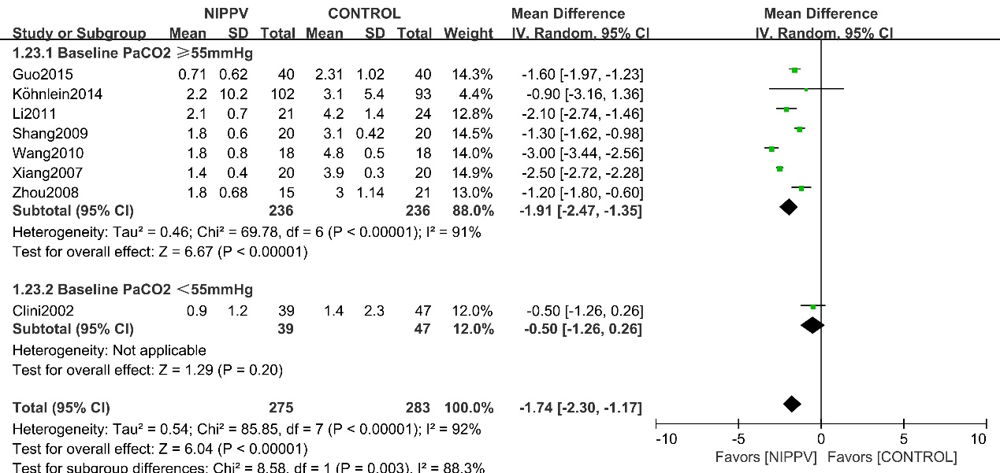 NIPPV CONTROL Mean Difference Mean Difference
Study or Subgroup Mean SD Total Mean SD Total Weight IV. Random. 95% CI IV. Random. 95% CI
1.23.1 Baseline PaCO2 ≥55mmHg
Guo2015 0.71 0.62 40 2.31 1.02 40 14.3% -1.60 [-1.97, -1.23]
Köhnlein2014 2.2 10.2 102 3.1 5.4 93 4.4% -0.90 [-3.16, 1.36]
Li2011 2.1 0.7 21 4.2 1.4 24 12.8% -2.10 [-2.74, -1.46]
Shang2009 1.8 0.6 20 3.1 0.42 20 14.5% -1.30 [-1.62, -0.98]
Wang2010 1.8 0.8 18 4.8 0.5 18 14.0% -3.00 [-3.44, -2.56]
Xiang2007 1.4 0.4 20 3.9 0.3 20 14.9% -2.50 [-2.72, -2.28]
Zhou2008 1.8 0.68 15 3 1.14 21 13.0% -1.20 [-1.80, -0.60]
Subtotal (95% CI) 236 236 88.0% -1.91 [-2.47, -1.35]
Heterogeneity: Tau² = 0.46; Chi² = 69.78, df = 6 (P < 0.00001); I² = 91%
Test for overall effect: Z = 6.67 (P < 0.00001)
1.23.2 Baseline PaCO2 <55mmHg
Clini2002 0.9 1.2 39 1.4 2.3 47 12.0% -0.50 [-1.26, 0.26]
Subtotal (95% CI) 39 47 12.0% -0.50 [-1.26, 0.26]
Heterogeneity: Not applicable
Test for overall effect: Z = 1.29 (P = 0.20)
Total (95% CI) 275 283 100.0% -1.74 [-2.30, -1.17]
Heterogeneity: Tau² = 0.54; Chi² = 85.85, df = 7 (P < 0.00001); I² = 92%
Test for overall effect: Z = 6.04 (P < 0.00001)
Test for subgroup differences: Chi² = 8.58, df = 1 (P = 0.003), I² = 88.3%
-10 -5 0 5 10
Favors [NIPPV] Favors [CONTROL]